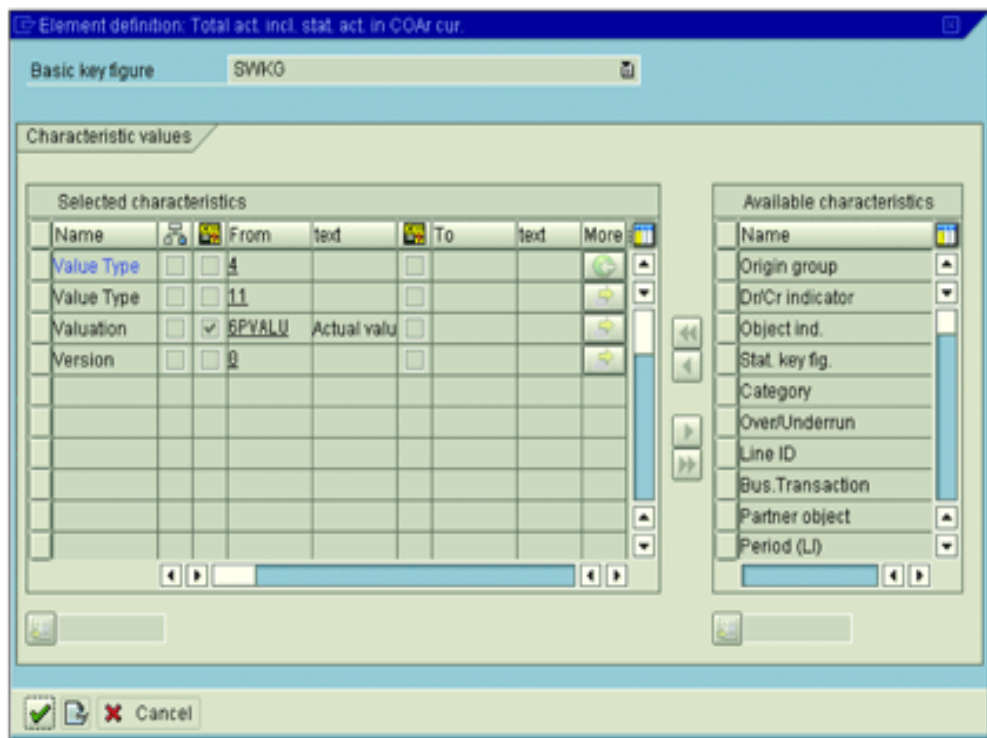 Element definition: Total act. incl. stat. act. in COAr cur.
Basic key figure SWKG
Characteristic values
Selected characteristics
Name From text To text More
Value Type 4
Value Type 11
Valuation 6PVALU Actual valu
Version 0
Available characteristics
Name
Origin group
Dr/Cr indicator
Object ind.
Stat. key fig.
Category
Over/Underrun
Line ID
Bus.Transaction
Partner object
Period (LI)
Cancel